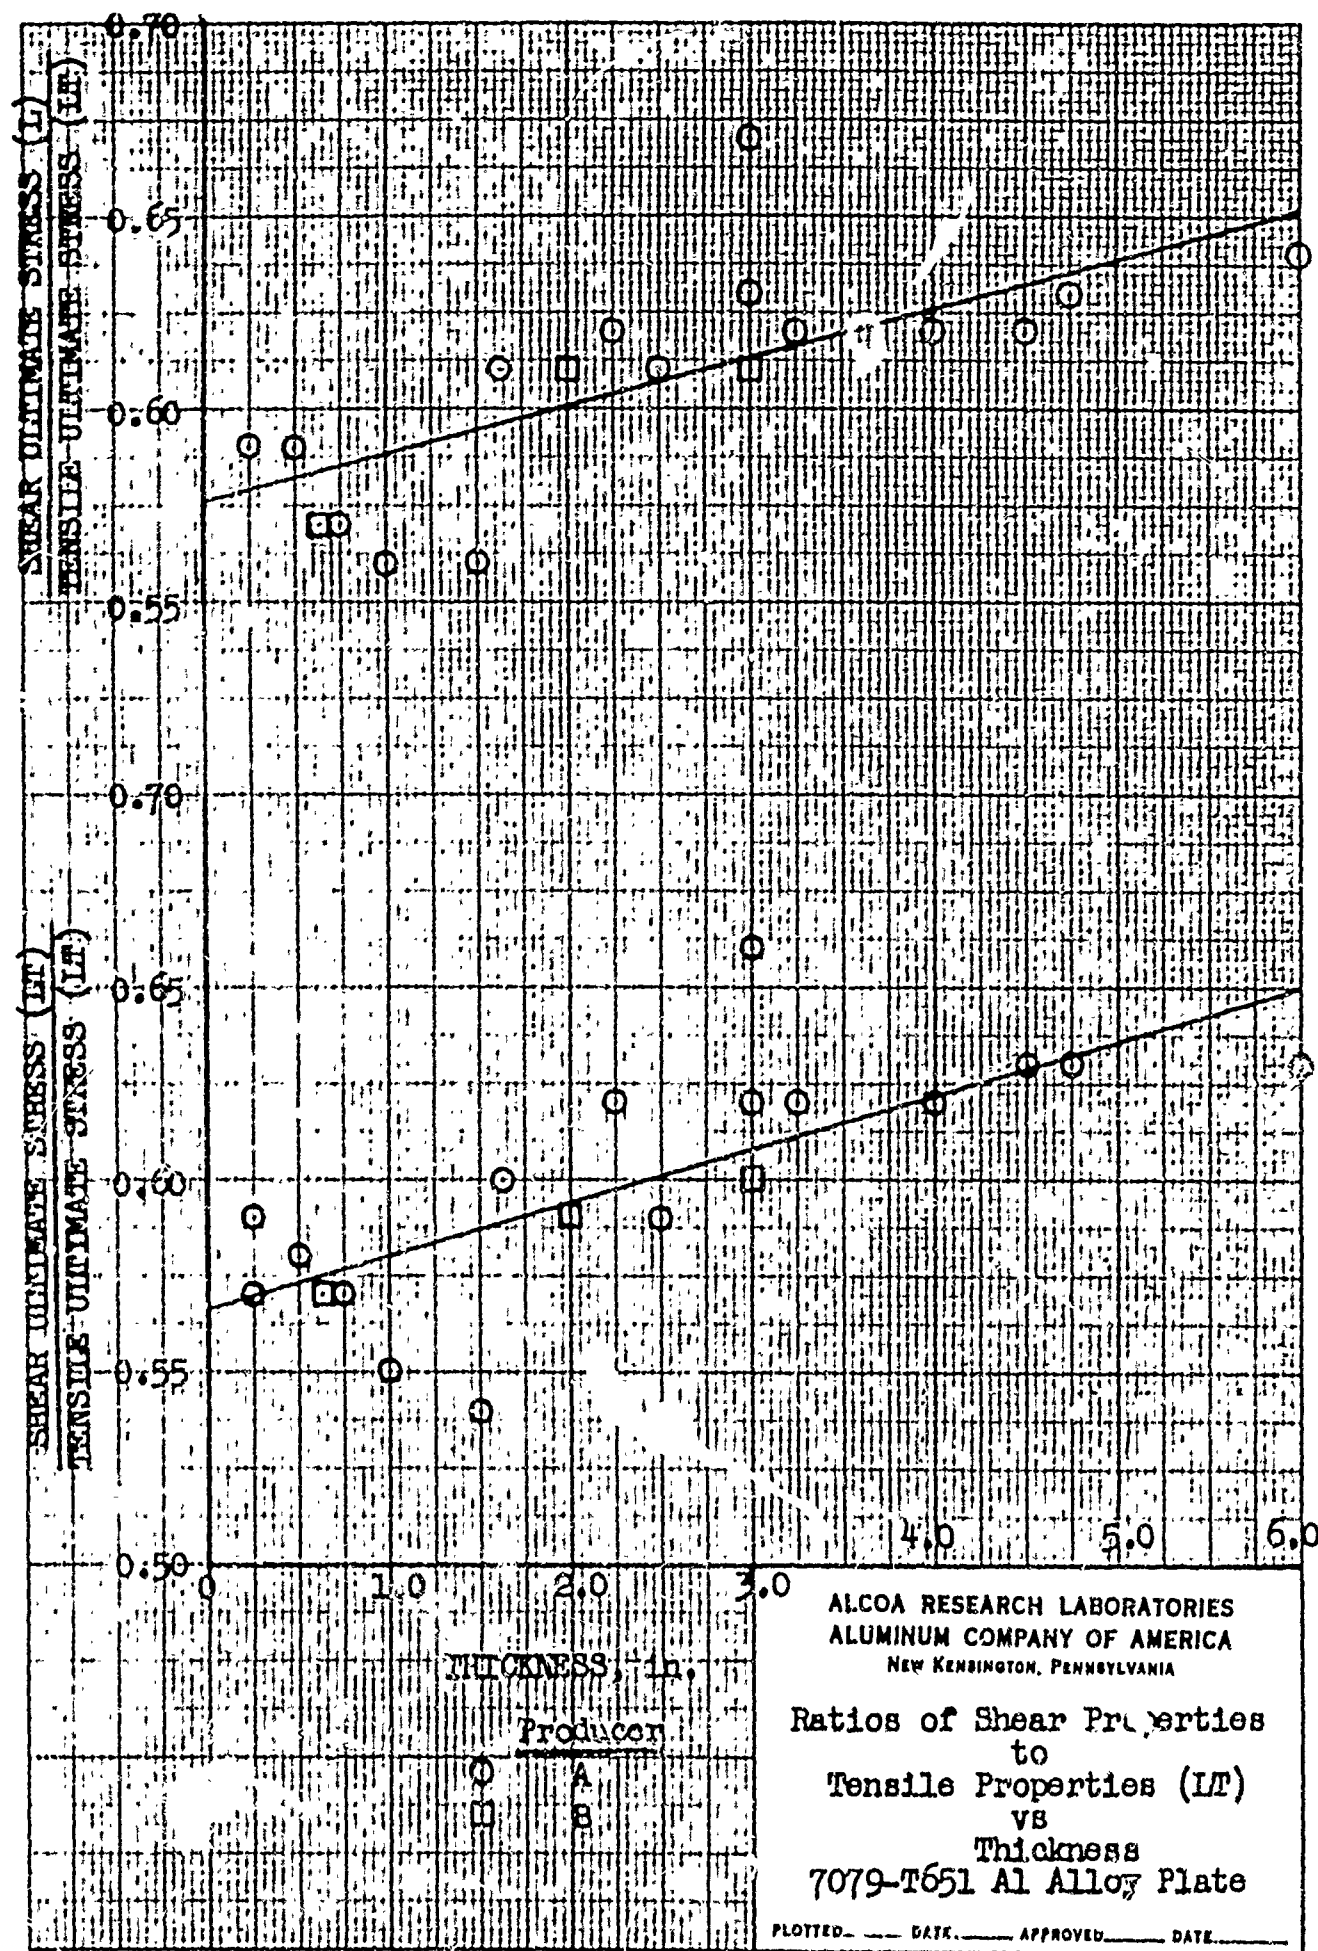 0.70
SHEAR ULTIMATE STRESS (L)
TENSILE ULTIMATE STRESS (LT)
0.65
0.60
0.55
0.70
SHEAR ULTIMATE STRESS (LT)
TENSILE ULTIMATE STRESS (LT)
0.65
0.60
0.55
0.50
0 1.0 2.0 3.0 4.0 5.0 6.0
THICKNESS, in.
Producer
A
B
ALCOA RESEARCH LABORATORIES
ALUMINUM COMPANY OF AMERICA
NEW KENSINGTON, PENNSYLVANIA
Ratios of Shear Properties
to
Tensile Properties (LT)
vs
Thickness
7079-T651 Al Alloy Plate
PLOTTED DATE APPROVED DATE